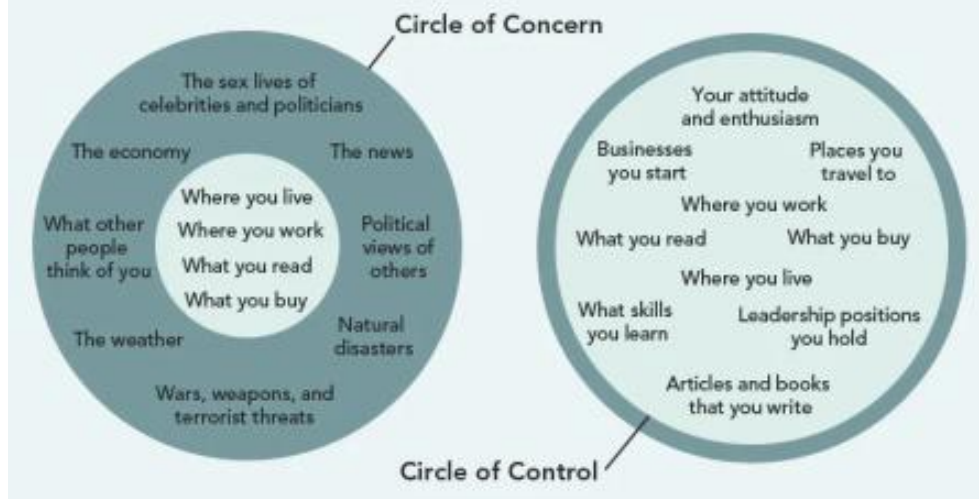 Circle of Concern
The sex lives of
celebrities and politicians
The economy
The news
Where you live
Where you work
What you read
What you buy
What other
people
think of you
Political
views of
others
The weather
Natural
disasters
Wars, weapons, and
terrorist threats
Your attitude
and enthusiasm
Businesses
you start
Places you
travel to
Where you work
What you read
What you buy
Where you live
What skills
you learn
Leadership positions
you hold
Articles and books
that you write
Circle of Control